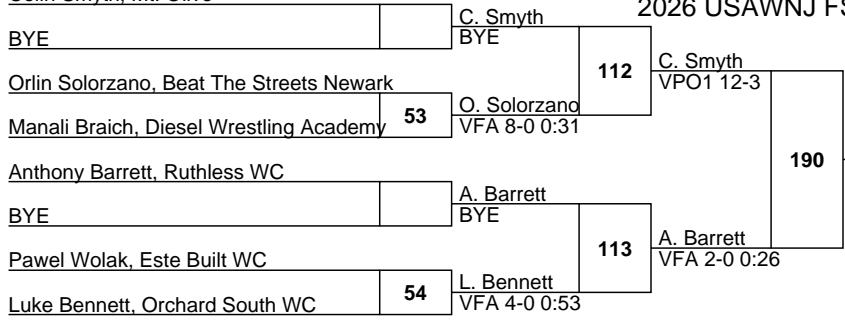 2026 USAWNJ FS
C. Smyth
BYE
BYE
112
C. Smyth
VPO1 12-3
Orlin Solorzano, Beat The Streets Newark
53
O. Solorzano
VFA 8-0 0:31
Manali Braich, Diesel Wrestling Academy
190
Anthony Barrett, Ruthless WC
A. Barrett
BYE
BYE
113
A. Barrett
VFA 2-0 0:26
Pawel Wolak, Este Built WC
54
L. Bennett
VFA 4-0 0:53
Luke Bennett, Orchard South WC